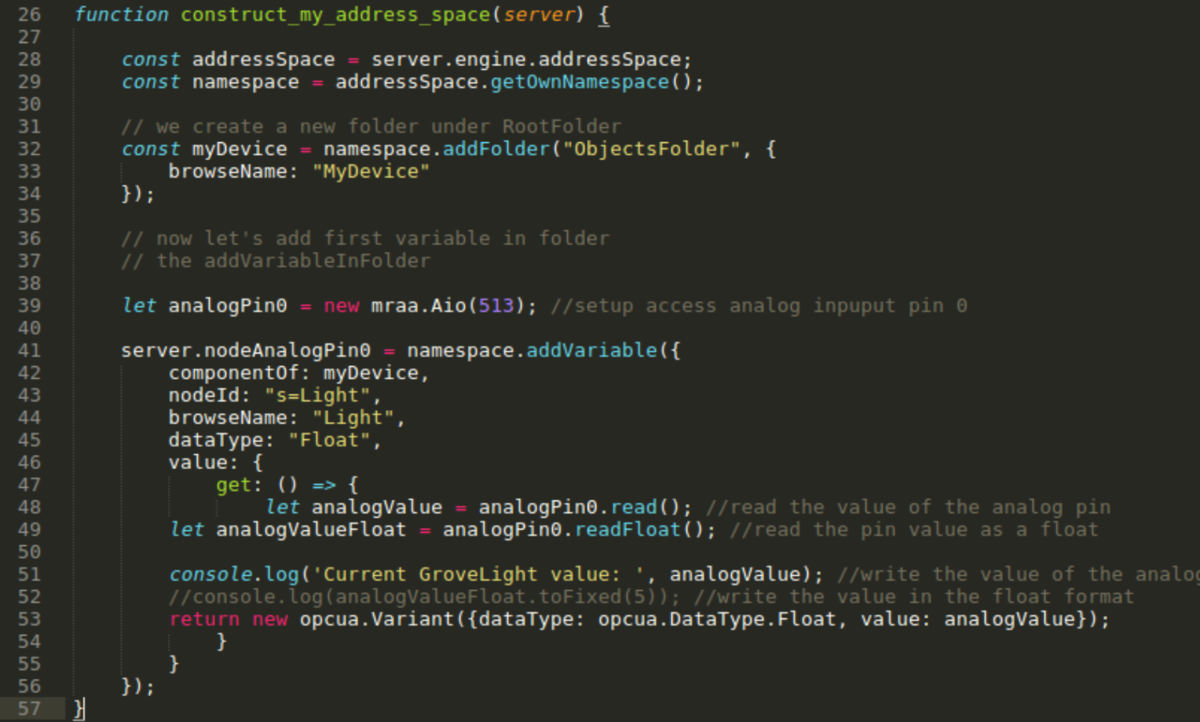 26 function construct_my_address_space(server) {
27
28     const addressSpace = server.engine.addressSpace;
29     const namespace = addressSpace.getOwnNamespace();
30
31     // we create a new folder under RootFolder
32     const myDevice = namespace.addFolder("ObjectsFolder", {
33         browseName: "MyDevice"
34     });
35
36     // now let's add first variable in folder
37     // the addVariableInFolder
38
39     let analogPin0 = new mraa.Aio(513); //setup access analog inpuput pin 0
40
41     server.nodeAnalogPin0 = namespace.addVariable({
42         componentOf: myDevice,
43         nodeId: "s=Light",
44         browseName: "Light",
45         dataType: "Float",
46         value: {
47             get: () => {
48                 let analogValue = analogPin0.read(); //read the value of the analog pin
49         let analogValueFloat = analogPin0.readFloat(); //read the pin value as a float
50
51         console.log('Current GroveLight value: ', analogValue); //write the value of the analog
52         //console.log(analogValueFloat.toFixed(5)); //write the value in the float format
53         return new opcua.Variant({dataType: opcua.DataType.Float, value: analogValue});
54             }
55         }
56     });
57 }